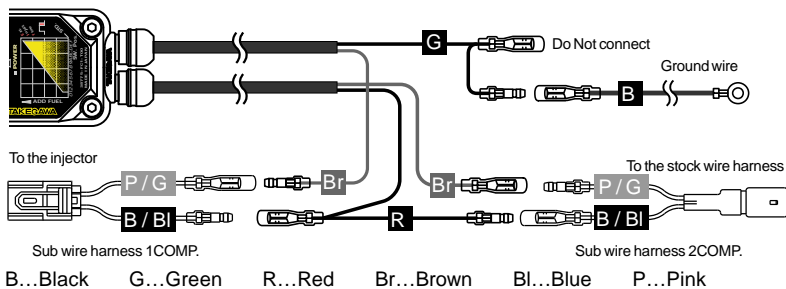 POWER
ADD FUEL
TAKEGAWA
G
Do Not connect
Ground wire
B
To the injector
P / G
Br
Br
To the stock wire harness
P / G
B / Bl
R
B / Bl
Sub wire harness 1COMP.
Sub wire harness 2COMP.
B…Black G…Green R…Red Br…Brown Bl…Blue P…Pink